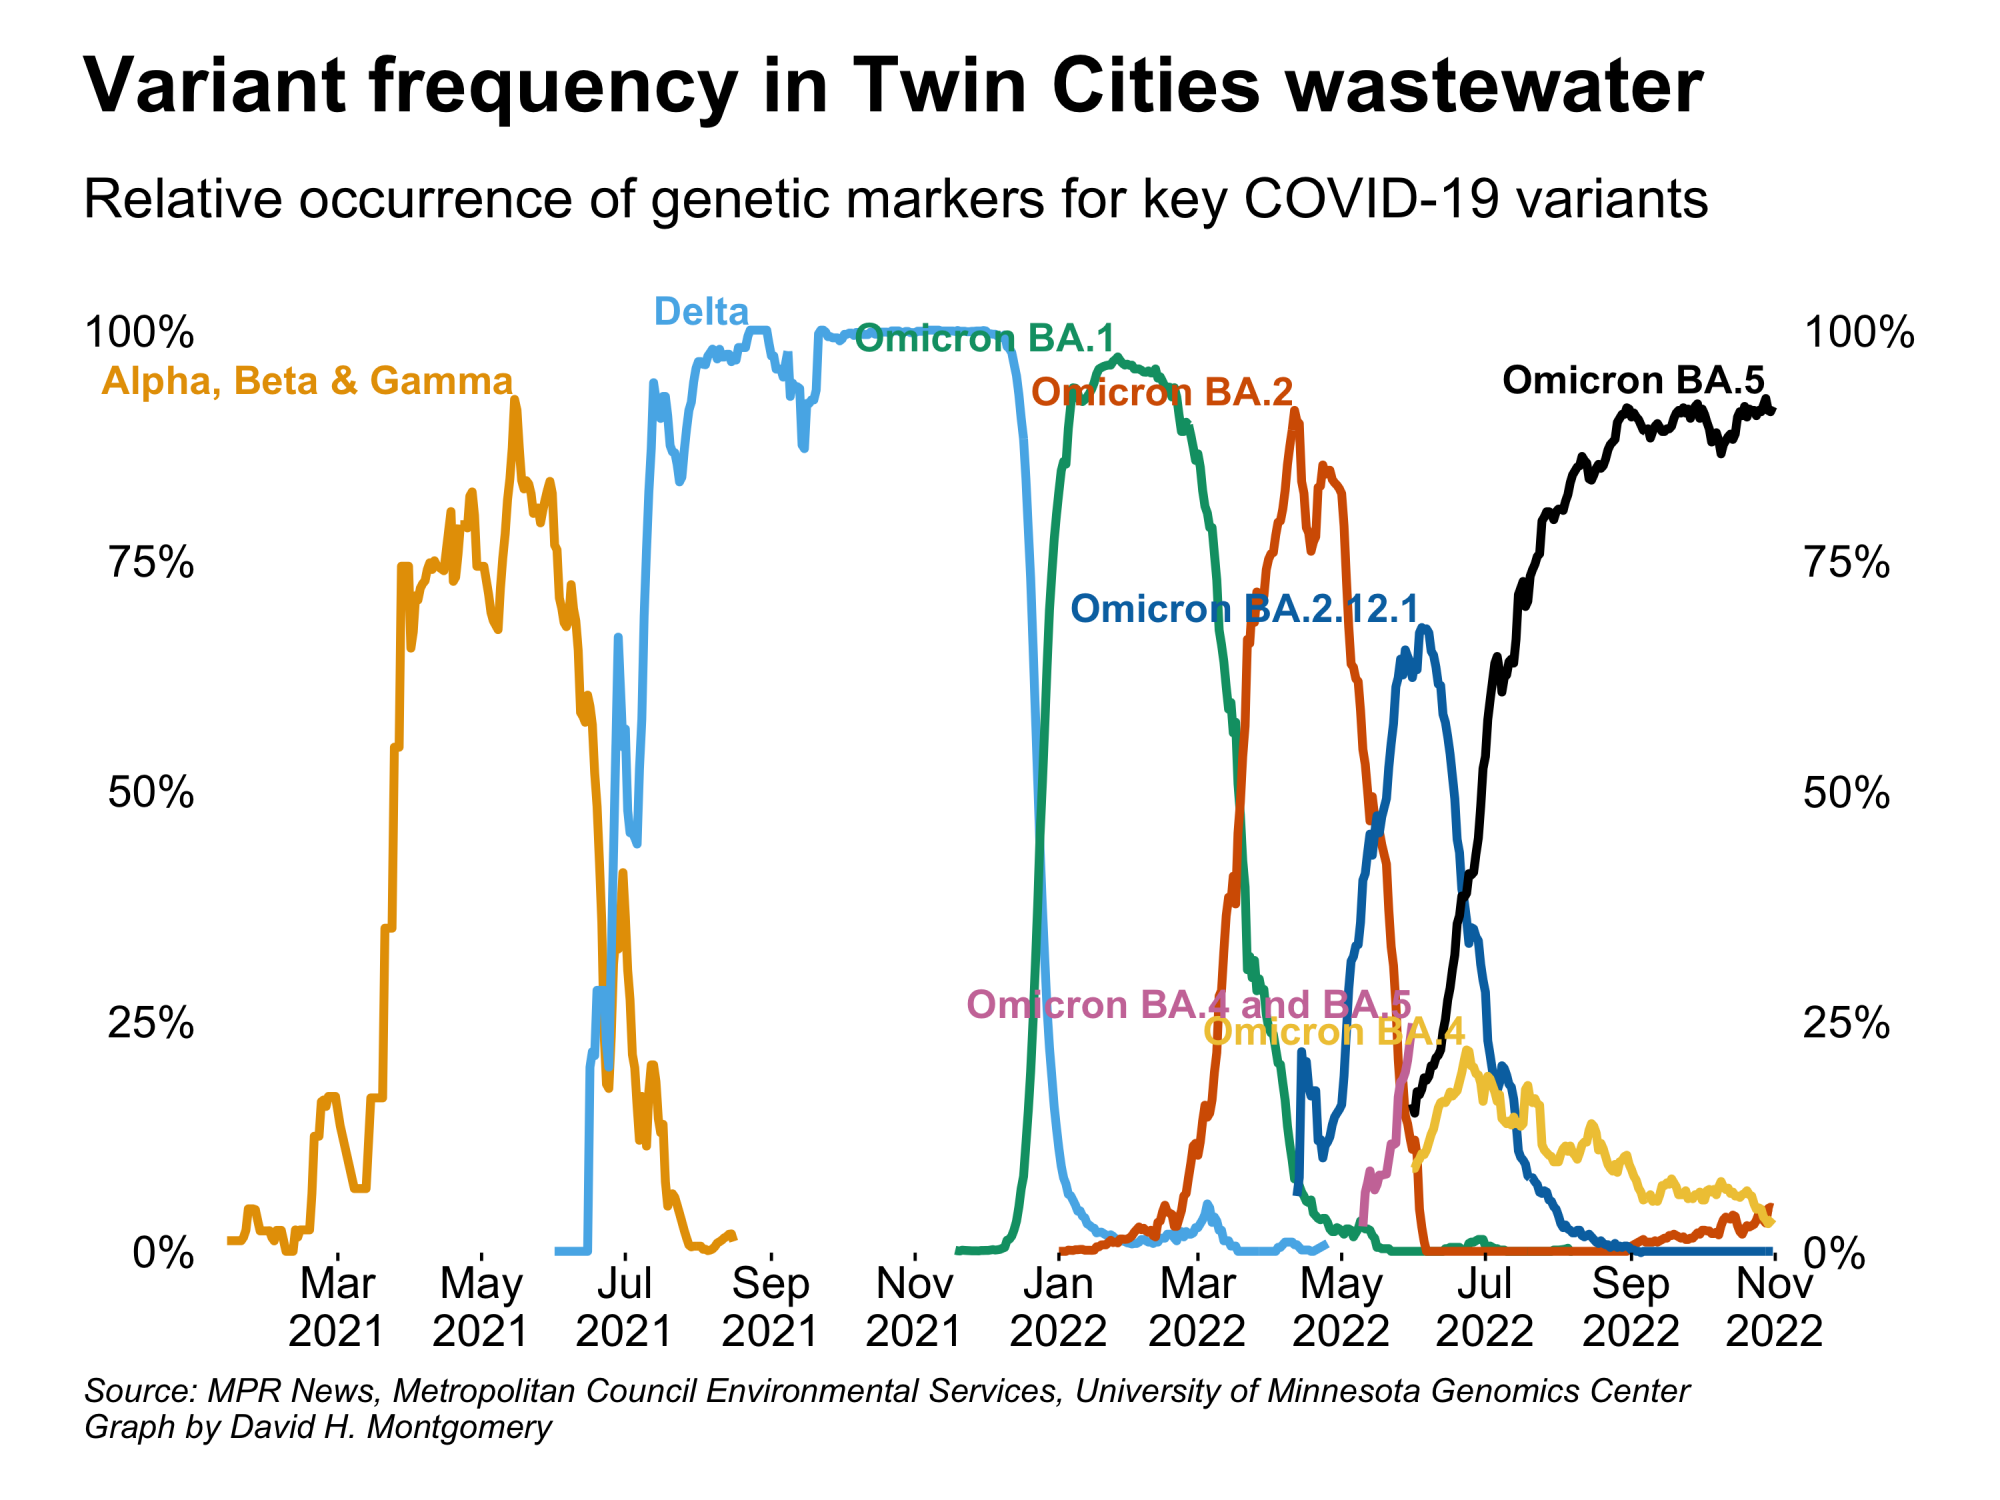 Variant frequency in Twin Cities wastewater
Relative occurrence of genetic markers for key COVID-19 variants
Delta
100%
Omicron BA.1
100%
Alpha, Beta & Gamma
Omicron BA.2
Omicron BA.5
75%
75%
Omicron BA.2.12.1
50%
50%
Omicron BA.4 and BA.5
25%
Omicron BA.4
25%
0%
0%
Mar May Jul Sep Nov Jan Mar May Jul Sep Nov
2021 2021 2021 2021 2021 2022 2022 2022 2022 2022 2022
Source: MPR News, Metropolitan Council Environmental Services, University of Minnesota Genomics Center
Graph by David H. Montgomery